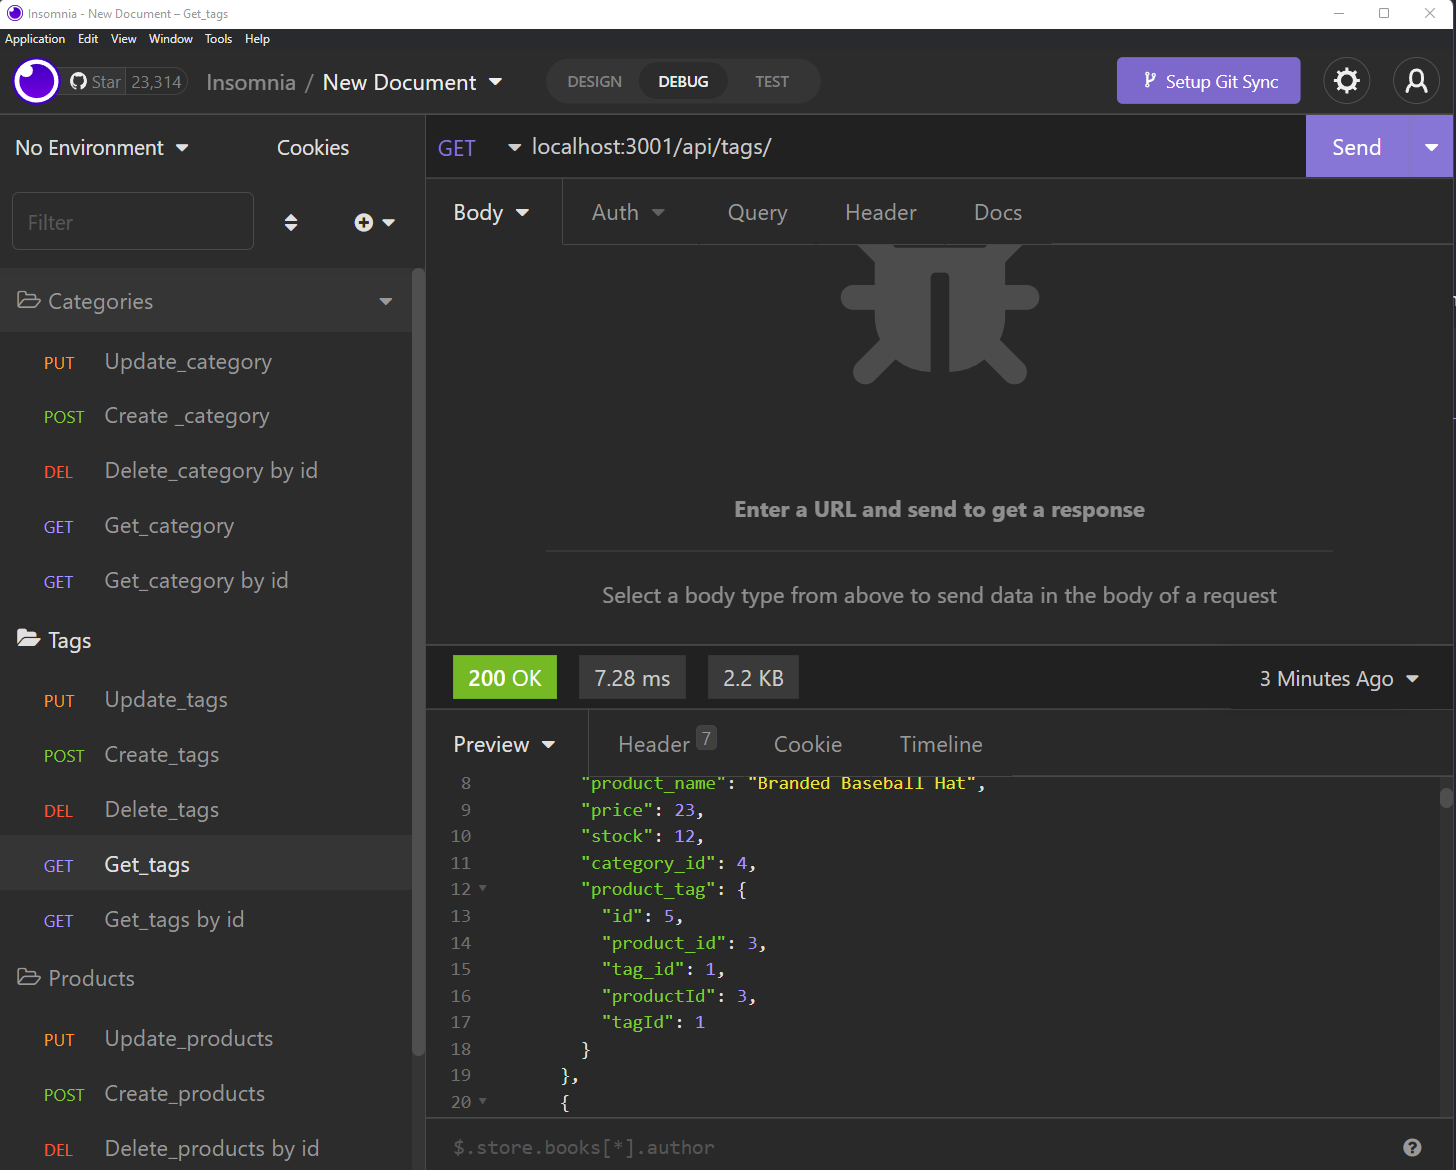 Insomnia - New Document – Get_tags
Application Edit View Window Tools Help
Star 23,314 Insomnia / New Document DESIGN DEBUG TEST Setup Git Sync
No Environment Cookies
Filter
Categories
PUT Update_category
POST Create _category
DEL Delete_category by id
GET Get_category
GET Get_category by id
Tags
PUT Update_tags
POST Create_tags
DEL Delete_tags
GET Get_tags
GET Get_tags by id
Products
PUT Update_products
POST Create_products
DEL Delete_products by id
GET localhost:3001/api/tags/ Send
Body Auth Query Header Docs
Enter a URL and send to get a response
Select a body type from above to send data in the body of a request
200 OK 7.28 ms 2.2 KB 3 Minutes Ago
Preview Header 7 Cookie Timeline
8 "product_name": "Branded Baseball Hat",
9 "price": 23,
10 "stock": 12,
11 "category_id": 4,
12 "product_tag": {
13 "id": 5,
14 "product_id": 3,
15 "tag_id": 1,
16 "productId": 3,
17 "tagId": 1
18 }
19 },
20 {
$.store.books[*].author